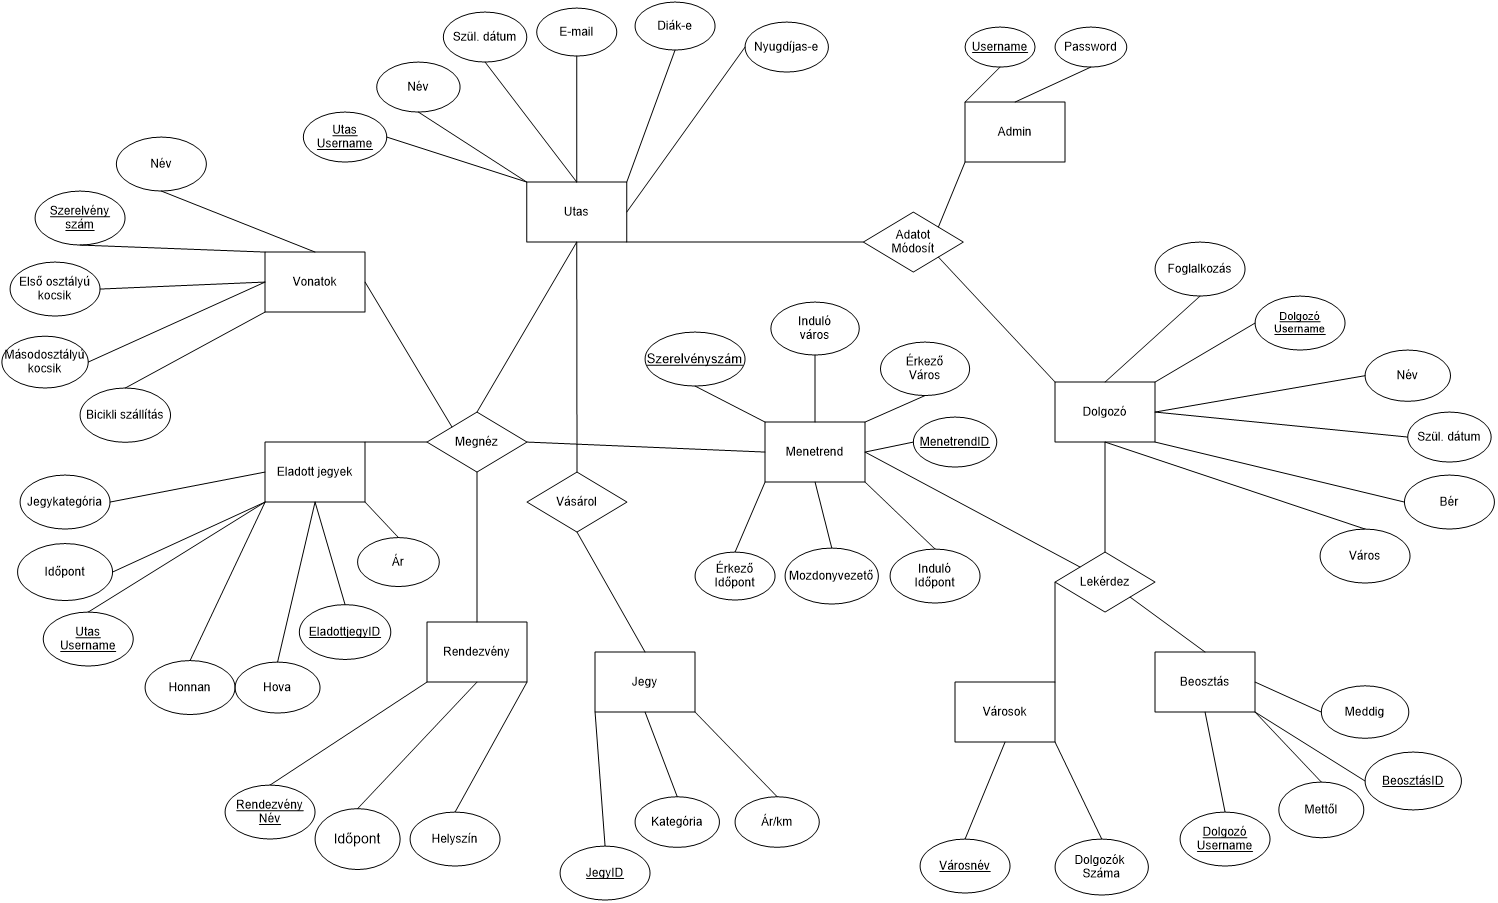 Diák-e
E-mail
Szül. dátum
Nyugdíjas-e
Username
Password
Név
Utas
Username
Admin
Név
Szerelvény
szám
Utas
Adatot
Módosít
Foglalkozás
Első osztályú
kocsik
Vonatok
Dolgozó
Username
Induló
város
Másodosztályú
kocsik
Szerelvényszám
Érkező
Város
Név
Bicikli szállítás
Dolgozó
Megnéz
Menetrend
MenetrendID
Szül. dátum
Eladott jegyek
Jegykategória
Vásárol
Bér
Ár
Város
Időpont
Érkező
Időpont
Mozdonyvezető
Induló
Időpont
Lekérdez
Utas
Username
EladottjegyID
Rendezvény
Honnan
Hova
Jegy
Beosztás
Városok
Meddig
BeosztásID
Rendezvény
Név
Időpont
Helyszín
Kategória
Ár/km
Mettől
Dolgozó
Username
JegyID
Városnév
Dolgozók
Száma